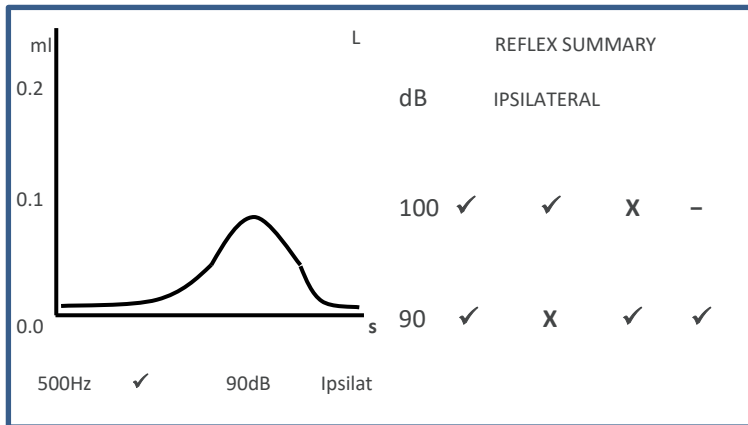 ml
L
REFLEX SUMMARY
0.2
dB IPSILATERAL
0.1
100 ✓ ✓ X –
0.0
s
90 ✓ X ✓ ✓
500Hz ✓ 90dB Ipsilat